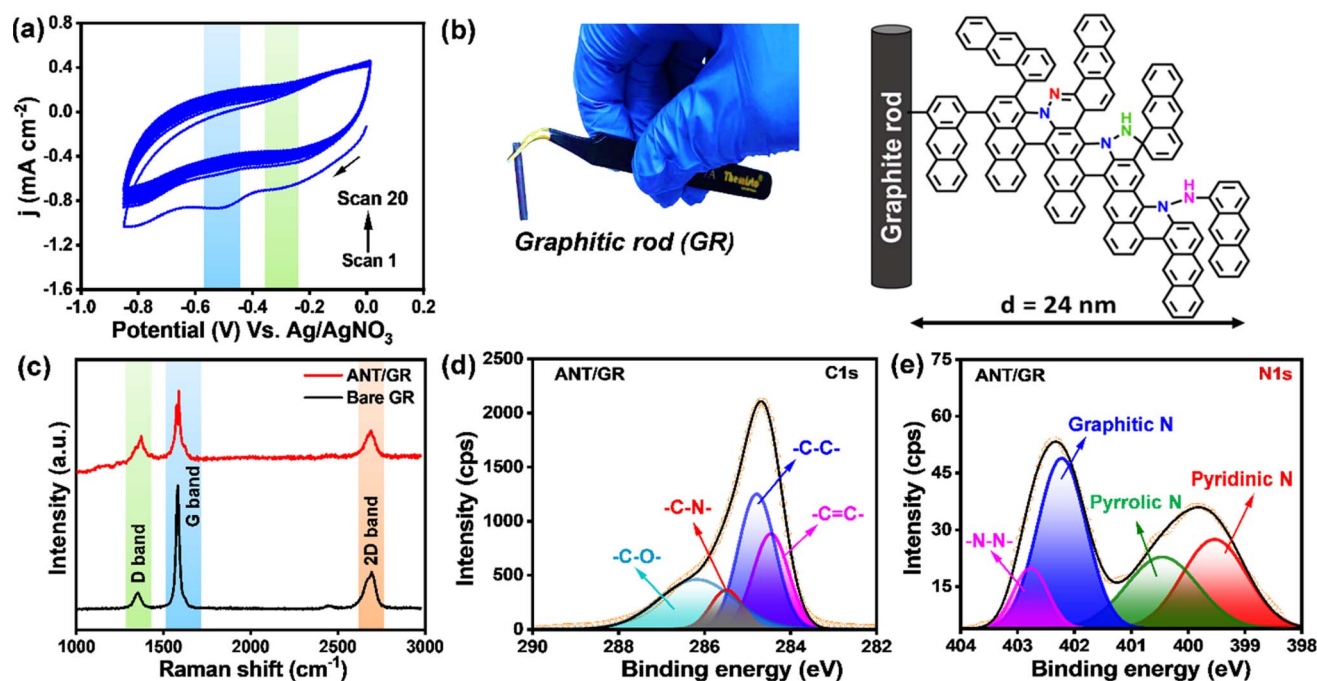 (a)
0.8
0.4
0.0
-0.4
-0.8
-1.2
-1.6
j (mA cm⁻²)
Scan 20
Scan 1
-1.0 -0.8 -0.6 -0.4 -0.2 0.0 0.2
Potential (V) Vs. Ag/AgNO₃
(b)
7A Themisto®
Graphitic rod (GR)
Graphite rod
N
N
H
N
N
H
N
N
d = 24 nm
(c)
ANT/GR
Bare GR
Intensity (a.u.)
D band
G band
2D band
1000 1500 2000 2500 3000
Raman shift (cm⁻¹)
(d)
ANT/GR
C1s
2500
2000
1500
1000
500
0
Intensity (cps)
-C-C-
-C-N-
-C=C-
-C-O-
290 288 286 284 282
Binding energy (eV)
(e)
ANT/GR
N1s
75
60
45
30
15
Intensity (cps)
Graphitic N
Pyridinic N
Pyrrolic N
-N-N-
404 403 402 401 400 399 398
Binding energy (eV)